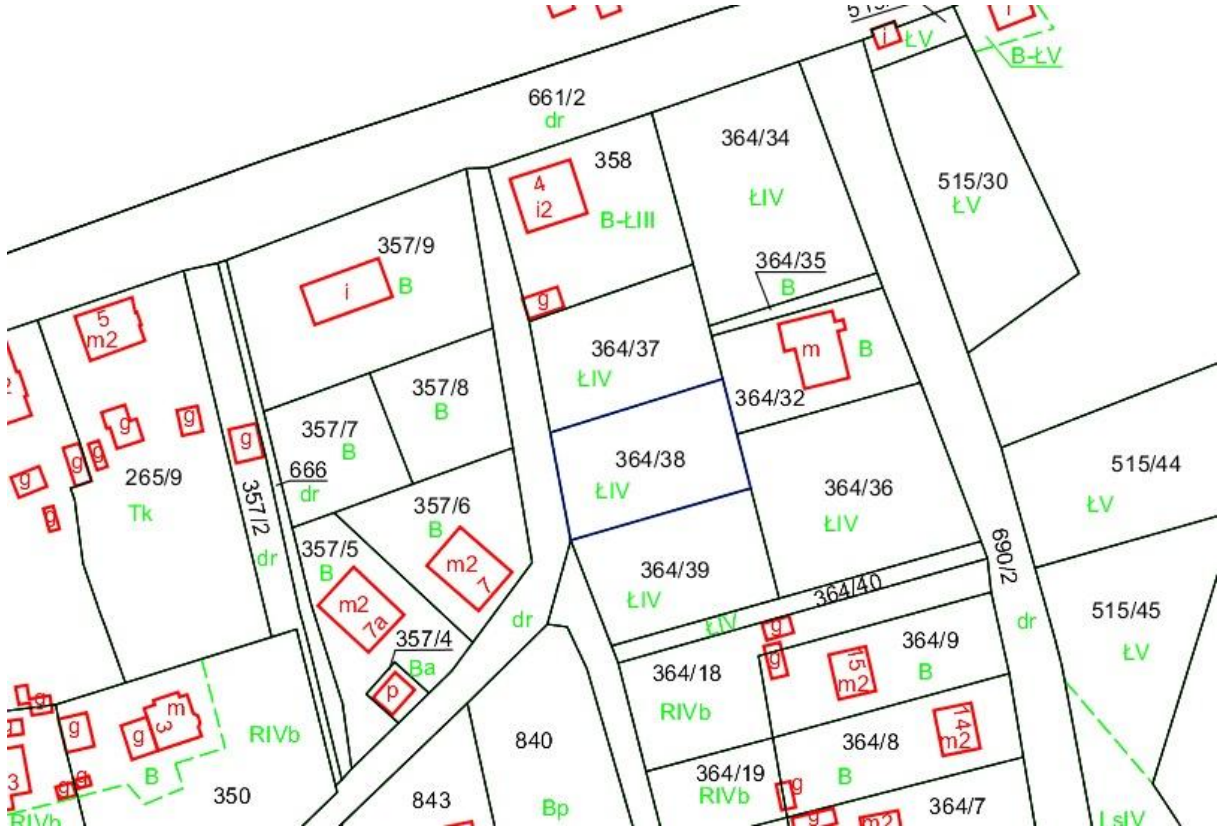 i
ŁV
B-ŁV
661/2
dr
364/34
358
4
i2
ŁIV
515/30
ŁV
B-ŁIII
357/9
i
B
364/35
B
g
5
m2
364/37
ŁIV
m
B
357/8
B
364/32
g
g
g
357/7
B
g
g
g
g
265/9
Tk
666
dr
364/38
ŁIV
364/36
ŁIV
515/44
ŁV
357/6
B
357/2
dr
357/5
B
m2
7
690/2
dr
364/39
ŁIV
364/40
ŁIV
m2
7a
dr
357/4
Ba
p
g
g
15
m2
364/9
B
515/45
ŁV
364/18
RIVb
g
g
g
m
3
RIVb
14
m2
840
364/8
B
B
g
g
3
350
364/19
RIVb
g
843
Bp
364/7
g
m2
RIVb
LsIV